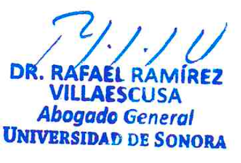 DR. RAFAEL RAMÍREZ
VILLAESCUSA
Abogado General
UNIVERSIDAD DE SONORA